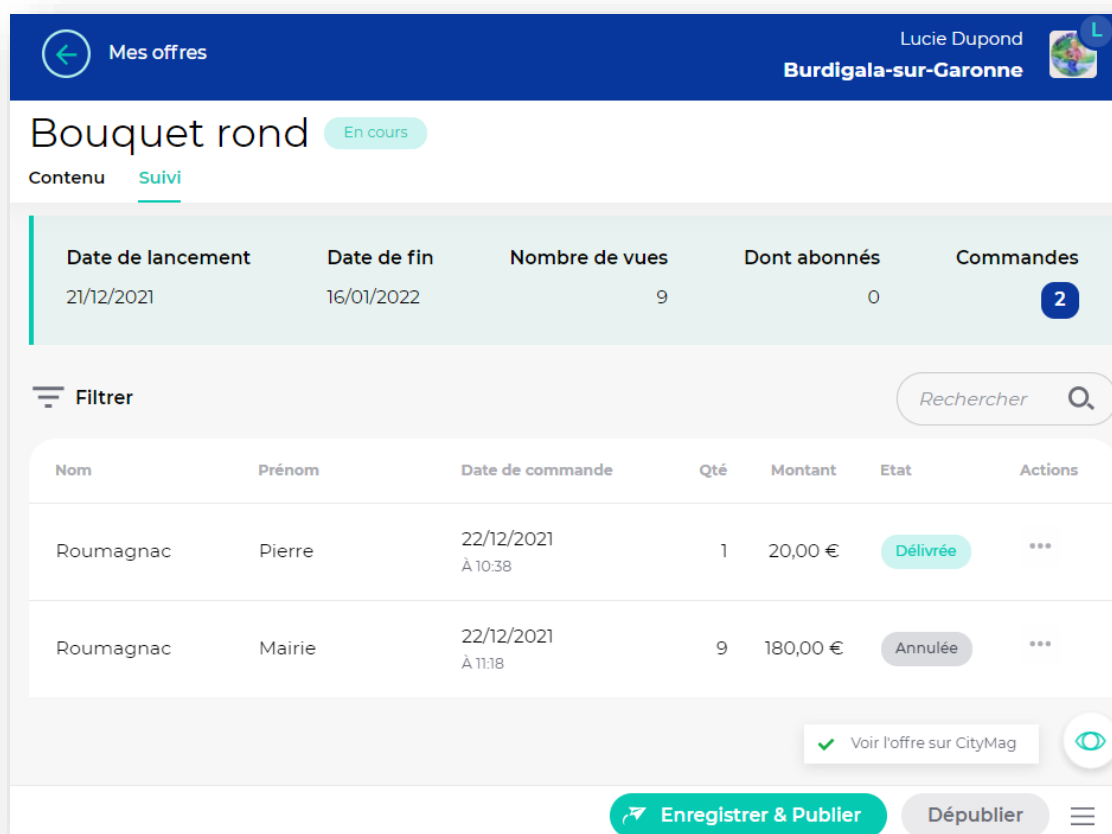 Mes offres
Lucie Dupond
L
Burdigala-sur-Garonne
Bouquet rond En cours
Contenu Suivi
Date de lancement Date de fin Nombre de vues Dont abonnés Commandes
21/12/2021 16/01/2022 9 0 2
Filtrer Rechercher
Nom Prénom Date de commande Qté Montant Etat Actions
Roumagnac Pierre 22/12/2021 1 20,00 € Délivrée ...
À 10:38
Roumagnac Mairie 22/12/2021 9 180,00 € Annulée ...
À 11:18
Voir l'offre sur CityMag
Enregistrer & Publier Dépublier